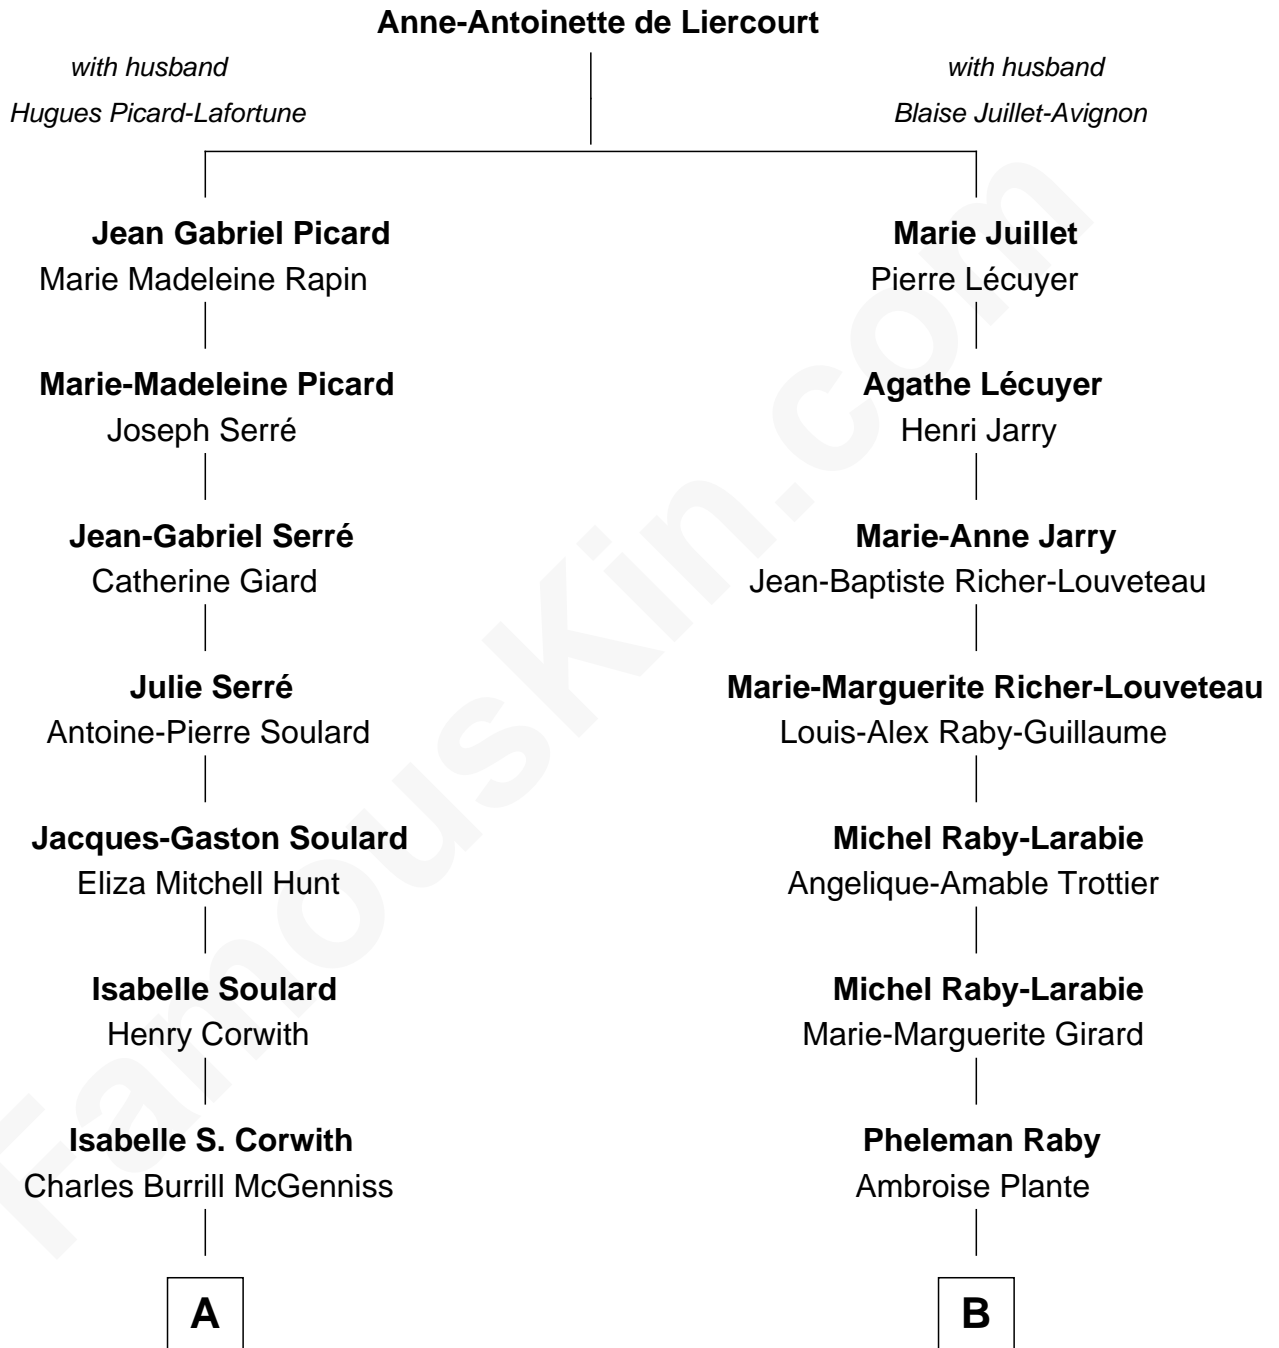 Anne-Antoinette de Liercourt
with husband
Hugues Picard-Lafortune
with husband
Blaise Juillet-Avignon
Jean Gabriel Picard
Marie Madeleine Rapin
Marie Juillet
Pierre Lécuyer
Marie-Madeleine Picard
Joseph Serré
Agathe Lécuyer
Henri Jarry
Jean-Gabriel Serré
Catherine Giard
Marie-Anne Jarry
Jean-Baptiste Richer-Louveteau
Julie Serré
Antoine-Pierre Soulard
Marie-Marguerite Richer-Louveteau
Louis-Alex Raby-Guillaume
Jacques-Gaston Soulard
Eliza Mitchell Hunt
Michel Raby-Larabie
Angelique-Amable Trottier
Isabelle Soulard
Henry Corwith
Michel Raby-Larabie
Marie-Marguerite Girard
Isabelle S. Corwith
Charles Burrill McGenniss
Pheleman Raby
Ambroise Plante
A
B
FamousKin.com